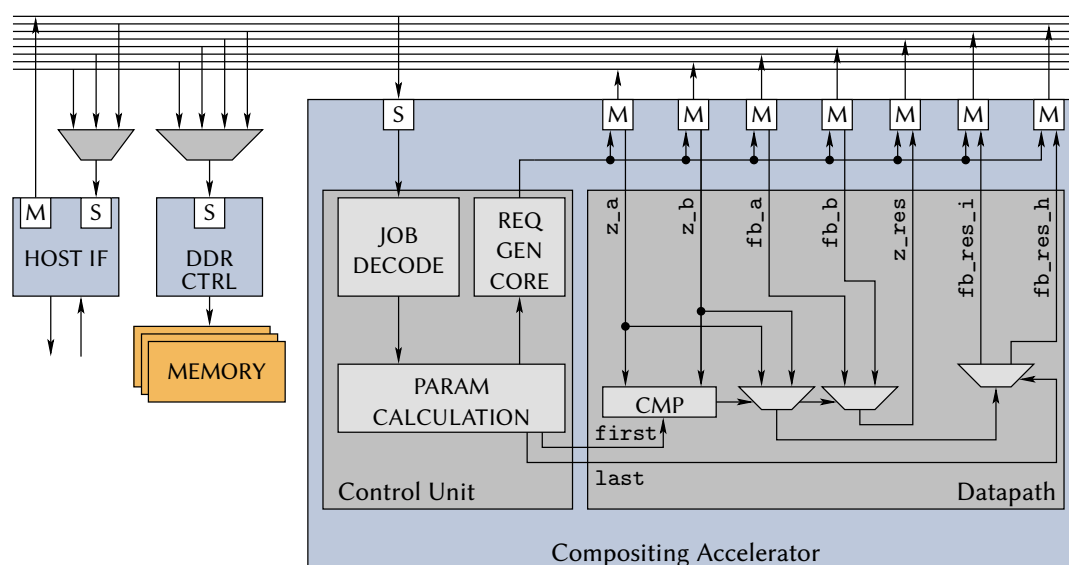 S
M
M
M
M
M
M
M
M
S
S
HOST IF
DDR
CTRL
MEMORY
JOB
DECODE
REQ
GEN
CORE
PARAM
CALCULATION
z_a
z_b
fb_a
fb_b
z_res
fb_res_i
fb_res_h
CMP
first
last
Control Unit
Datapath
Compositing Accelerator